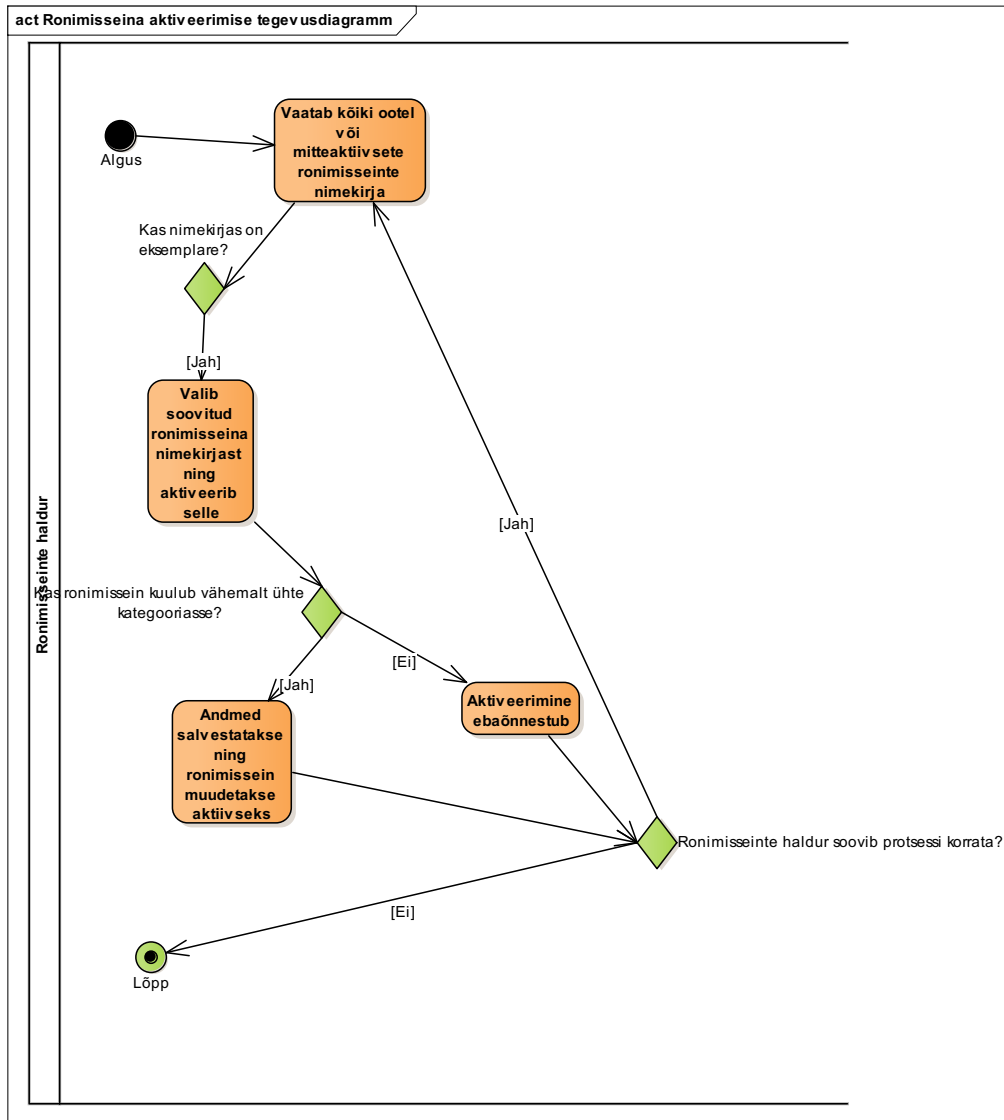 act Ronimisseina aktiveerimise tegevusdiagramm
Ronimisseinte haldur
Algus
Vaatab kõiki ootel
või
mitteaktiivsete
ronimisseinte
nimekirja
Kas nimekirjas on
eksemplare?
[Jah]
Valib
soovitud
ronimisseina
nimekirjast
ning
aktiveerib
selle
[Jah]
Kas ronimissein kuulub vähemalt ühte
kategooriasse?
[Ei]
[Jah]
Aktiveerimine
ebaõnnestub
Andmed
salvestatakse
ning
ronimissein
muudetakse
aktiivseks
Ronimisseinte haldur soovib protsessi korrata?
[Ei]
Lõpp